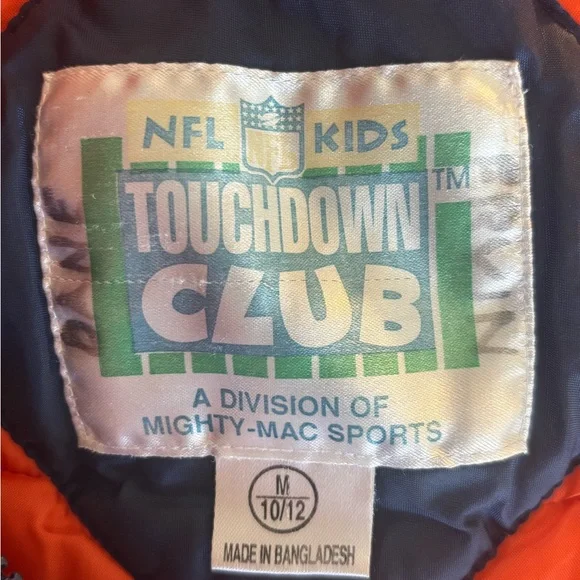 NFL KIDS
TOUCHDOWN TM
CLUB
A DIVISION OF
MIGHTY-MAC SPORTS
M
10/12
MADE IN BANGLADESH